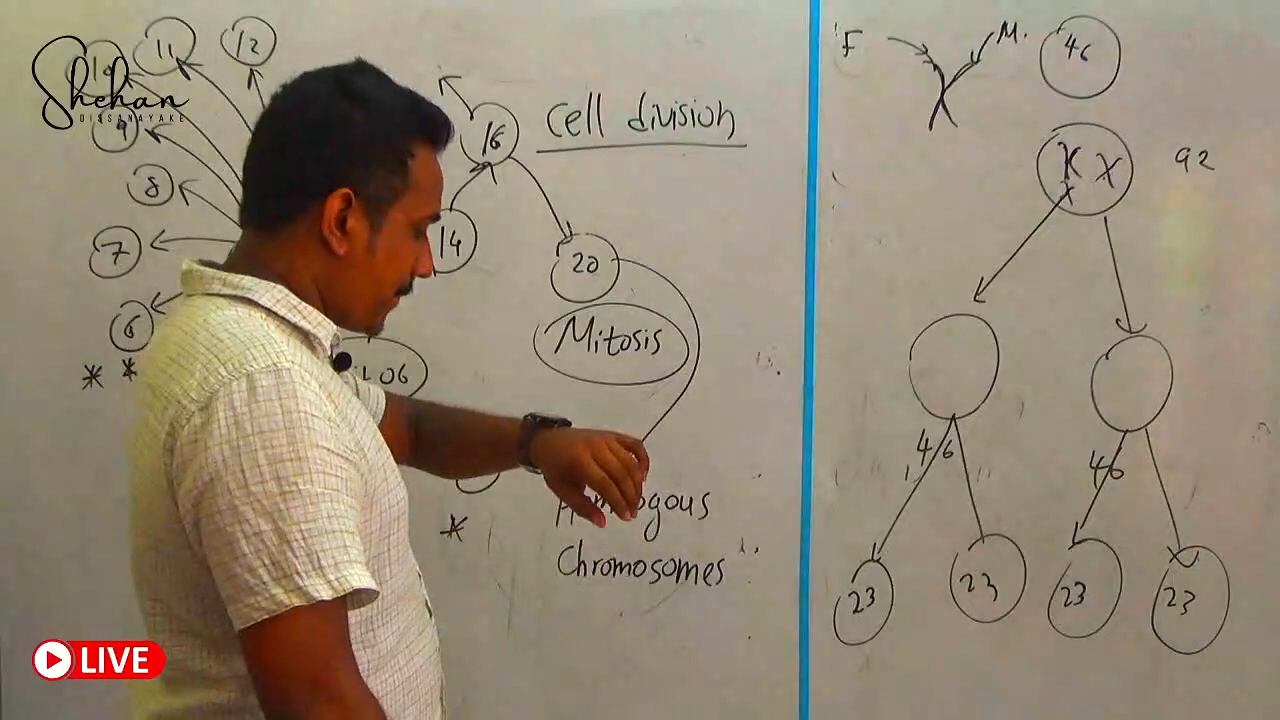 Shehan
DISSANAYAKE
11
12
9
8
7
6
14
16
20
cell division
Mitosis
06
Chromosomes
LIVE
F
M.
46
X X
92
46
46
23
23
23
23